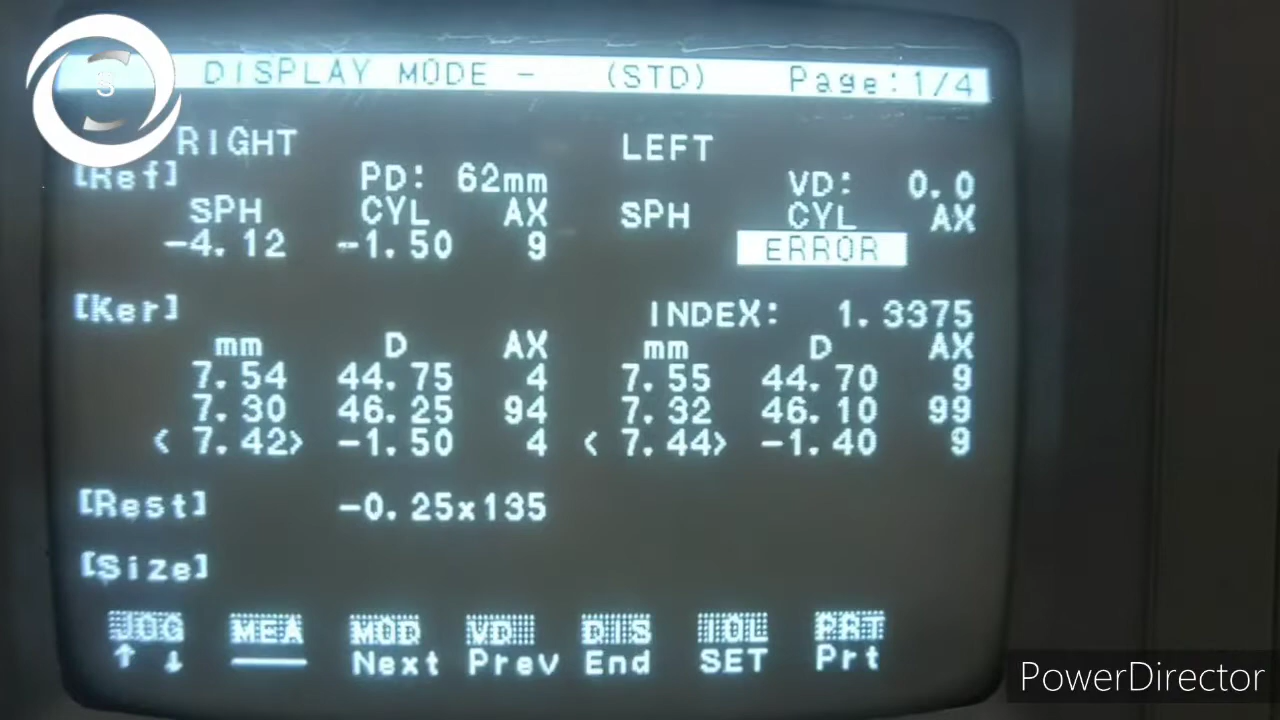 S
DISPLAY MODE - (STD) Page:1/4
RIGHT LEFT
[Ref] PD: 62mm VD: 0.0
SPH CYL AX SPH CYL AX
-4.12 -1.50 9 ERROR
[Ker] INDEX: 1.3375
mm D AX mm D AX
7.54 44.75 4 7.55 44.70 9
7.30 46.25 94 7.32 46.10 99
< 7.42> -1.50 4 < 7.44> -1.40 9
[Rest] -0.25x135
[Size]
JOG MEA MOD VD DIS IOL PRT
↑ ↓ Next Prev End SET Prt
PowerDirector